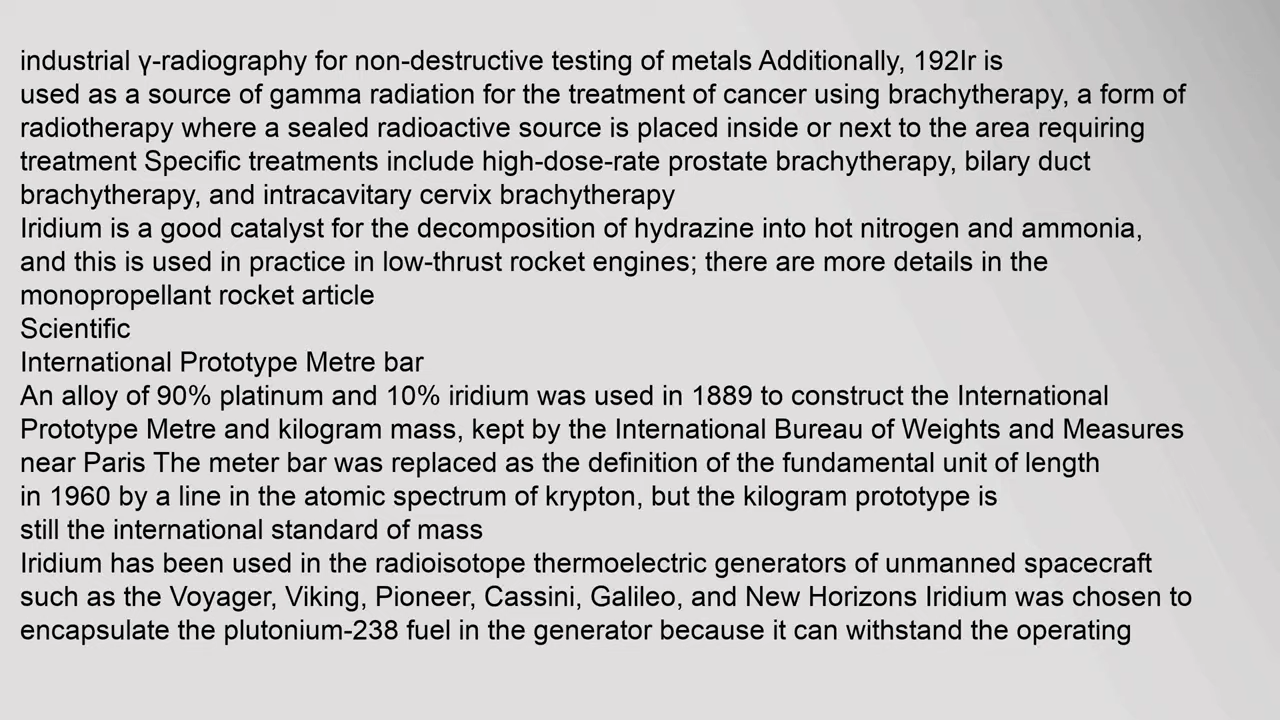 industrial γ-radiography for non-destructive testing of metals Additionally, 192Ir is
used as a source of gamma radiation for the treatment of cancer using brachytherapy, a form of
radiotherapy where a sealed radioactive source is placed inside or next to the area requiring
treatment Specific treatments include high-dose-rate prostate brachytherapy, bilary duct
brachytherapy, and intracavitary cervix brachytherapy
Iridium is a good catalyst for the decomposition of hydrazine into hot nitrogen and ammonia,
and this is used in practice in low-thrust rocket engines; there are more details in the
monopropellant rocket article
Scientific
International Prototype Metre bar
An alloy of 90% platinum and 10% iridium was used in 1889 to construct the International
Prototype Metre and kilogram mass, kept by the International Bureau of Weights and Measures
near Paris The meter bar was replaced as the definition of the fundamental unit of length
in 1960 by a line in the atomic spectrum of krypton, but the kilogram prototype is
still the international standard of mass
Iridium has been used in the radioisotope thermoelectric generators of unmanned spacecraft
such as the Voyager, Viking, Pioneer, Cassini, Galileo, and New Horizons Iridium was chosen to
encapsulate the plutonium-238 fuel in the generator because it can withstand the operating